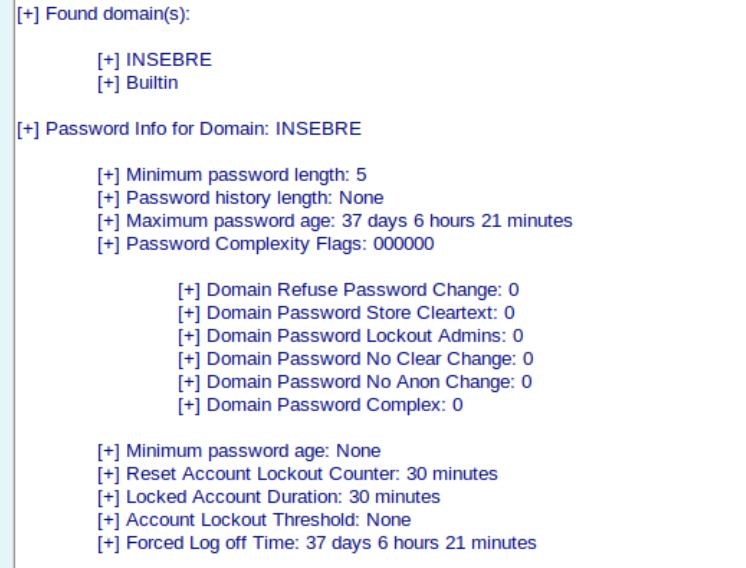 [+] Found domain(s):
[+] INSEBRE
[+] Builtin
[+] Password Info for Domain: INSEBRE
[+] Minimum password length: 5
[+] Password history length: None
[+] Maximum password age: 37 days 6 hours 21 minutes
[+] Password Complexity Flags: 000000
[+] Domain Refuse Password Change: 0
[+] Domain Password Store Cleartext: 0
[+] Domain Password Lockout Admins: 0
[+] Domain Password No Clear Change: 0
[+] Domain Password No Anon Change: 0
[+] Domain Password Complex: 0
[+] Minimum password age: None
[+] Reset Account Lockout Counter: 30 minutes
[+] Locked Account Duration: 30 minutes
[+] Account Lockout Threshold: None
[+] Forced Log off Time: 37 days 6 hours 21 minutes